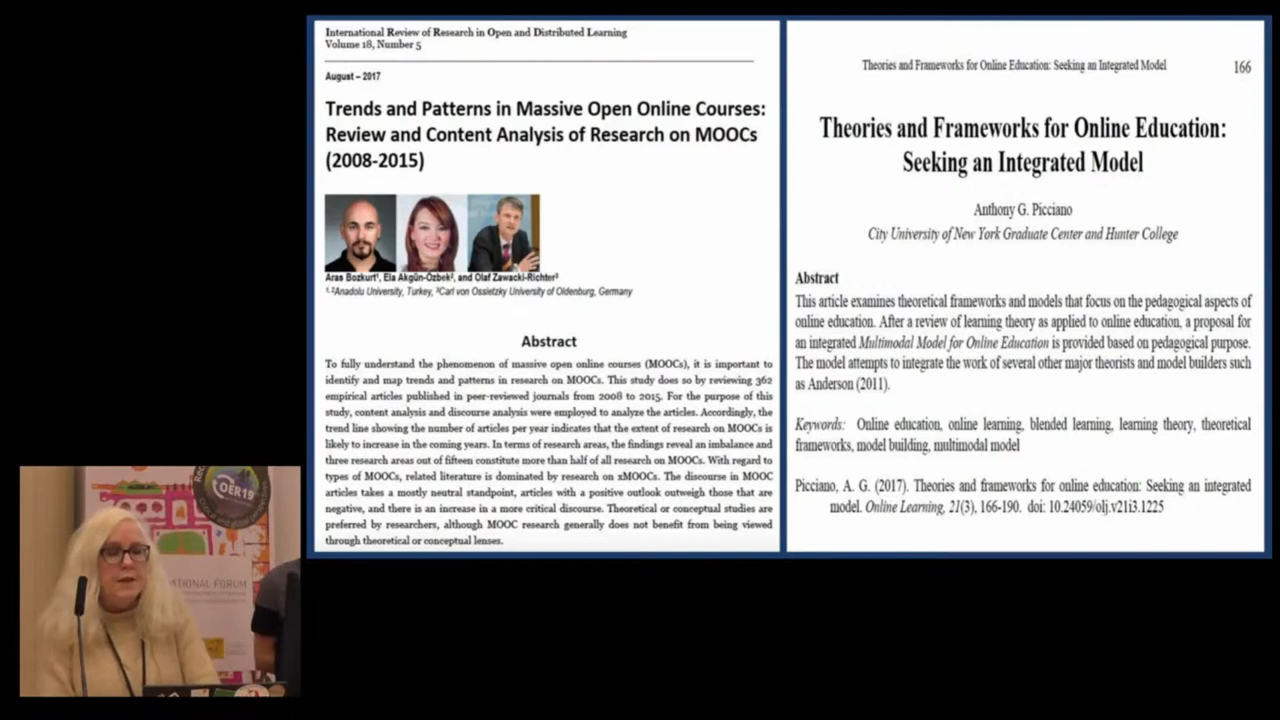 International Review of Research in Open and Distributed Learning
Volume 18, Number 5
August – 2017
Trends and Patterns in Massive Open Online Courses:
Review and Content Analysis of Research on MOOCs
(2008-2015)
Aras Bozkurt¹, Ela Akgün-Özbek², and Olaf Zawacki-Richter³
¹, ²Anadolu University, Turkey, ³Carl von Ossietzky University of Oldenburg, Germany
Abstract
To fully understand the phenomenon of massive open online courses (MOOCs), it is important to
identify and map trends and patterns in research on MOOCs. This study does so by reviewing 362
empirical articles published in peer-reviewed journals from 2008 to 2015. For the purpose of this
study, content analysis and discourse analysis were employed to analyze the articles. Accordingly, the
trend line showing the number of articles per year indicates that the extent of research on MOOCs is
likely to increase in the coming years. In terms of research areas, the findings reveal an imbalance and
three research areas out of fifteen constitute more than half of all research on MOOCs. With regard to
types of MOOCs, related literature is dominated by research on xMOOCs. The discourse in MOOC
articles takes a mostly neutral standpoint, articles with a positive outlook outweigh those that are
negative, and there is an increase in a more critical discourse. Theoretical or conceptual studies are
preferred by researchers, although MOOC research generally does not benefit from being viewed
through theoretical or conceptual lenses.
Theories and Frameworks for Online Education: Seeking an Integrated Model 166
Theories and Frameworks for Online Education:
Seeking an Integrated Model
Anthony G. Picciano
City University of New York Graduate Center and Hunter College
Abstract
This article examines theoretical frameworks and models that focus on the pedagogical aspects of
online education. After a review of learning theory as applied to online education, a proposal for
an integrated Multimodal Model for Online Education is provided based on pedagogical purpose.
The model attempts to integrate the work of several other major theorists and model builders such
as Anderson (2011).
Keywords: Online education, online learning, blended learning, learning theory, theoretical
frameworks, model building, multimodal model
Picciano, A. G. (2017). Theories and frameworks for online education: Seeking an integrated
model. Online Learning, 21(3), 166-190. doi: 10.24059/olj.v21i3.1225
OER19
NATIONAL FORUM